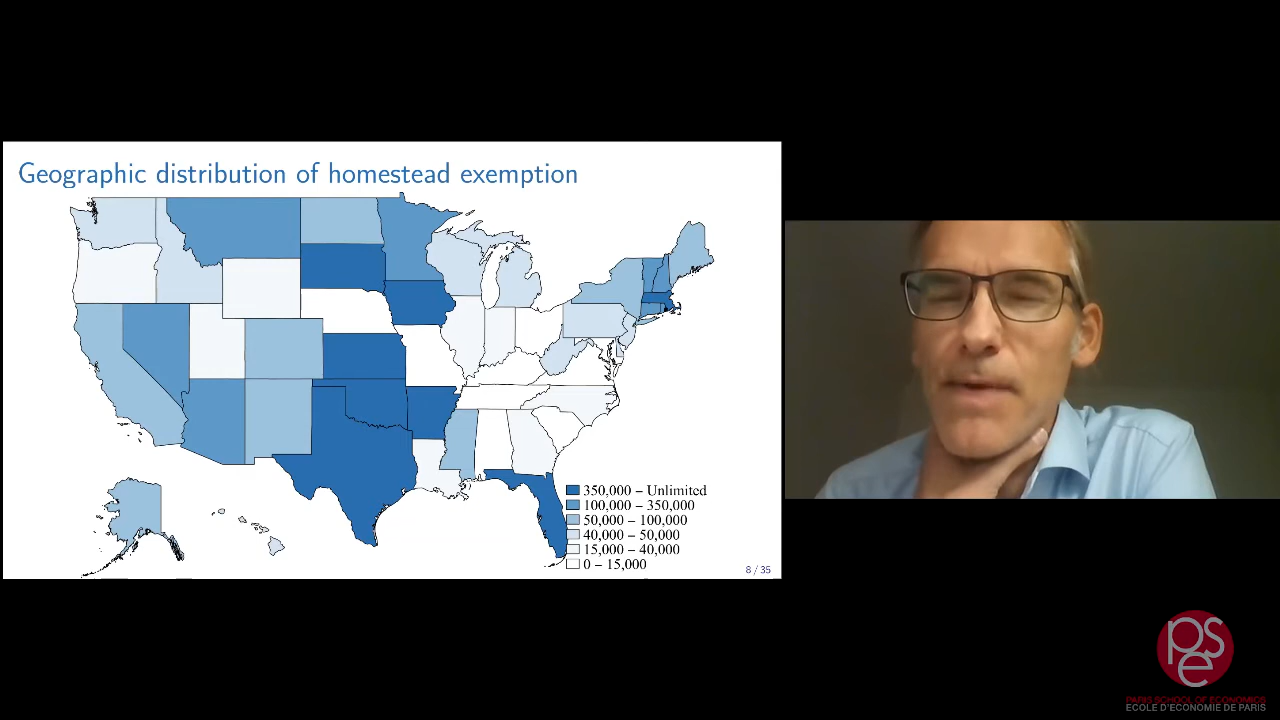 Geographic distribution of homestead exemption
350,000 – Unlimited
100,000 – 350,000
50,000 – 100,000
40,000 – 50,000
15,000 – 40,000
0 – 15,000
8 / 35
pse
PARIS SCHOOL OF ECONOMICS
ECOLE D'ECONOMIE DE PARIS